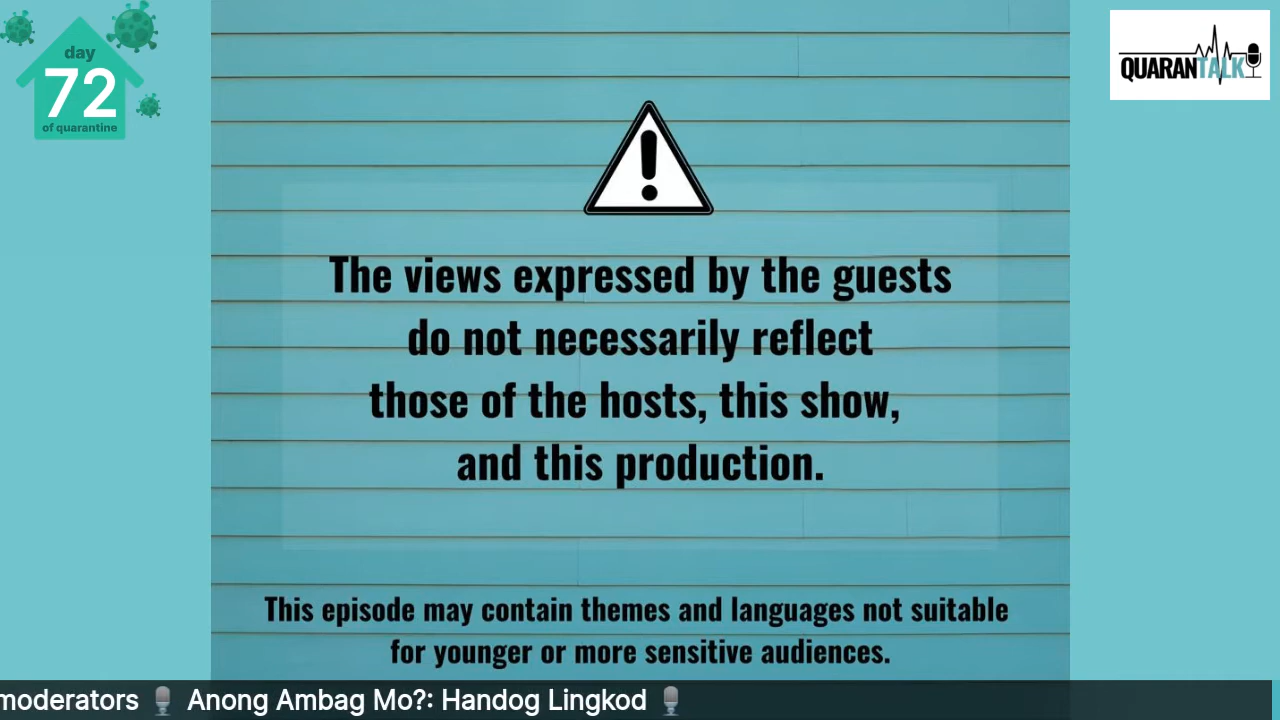 day
72
of quarantine
QUARANTALK
The views expressed by the guests
do not necessarily reflect
those of the hosts, this show,
and this production.
This episode may contain themes and languages not suitable
for younger or more sensitive audiences.
moderators 🎙️ Anong Ambag Mo?: Handog Lingkod 🎙️